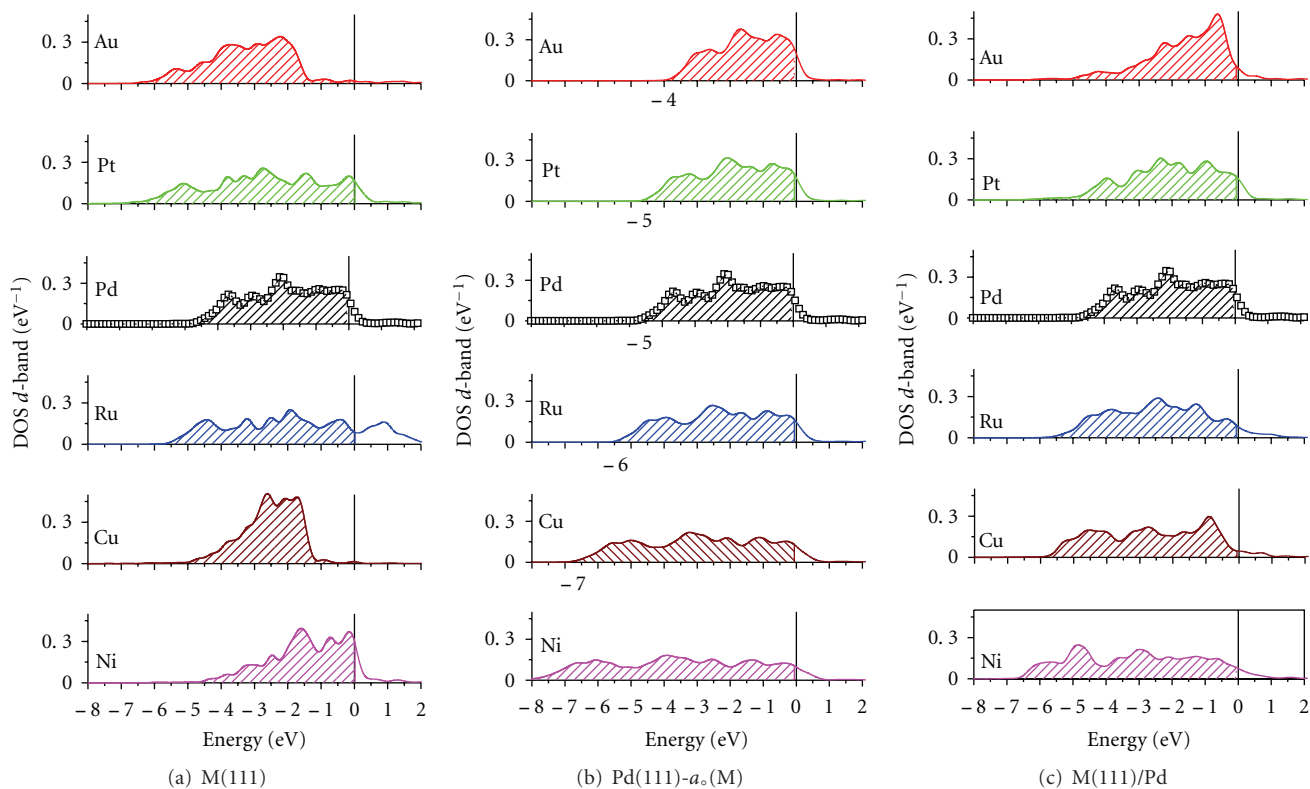 DOS d-band (eV⁻¹)
0.3
Au
0
0.3
Pt
0
0.3
Pd
0
0.3
Ru
0
0.3
Cu
0
0.3
Ni
0
−8 −7 −6 −5 −4 −3 −2 −1 0 1 2
Energy (eV)
(a) M(111)
DOS d-band (eV⁻¹)
0.3
Au
0
−4
0.3
Pt
0
−5
0.3
Pd
0
−5
0.3
Ru
0
−6
0.3
Cu
0
−7
0.3
Ni
0
−8 −7 −6 −5 −4 −3 −2 −1 0 1 2
Energy (eV)
(b) Pd(111)-a₀(M)
DOS d-band (eV⁻¹)
0.3
Au
0
0.3
Pt
0
0.3
Pd
0
0.3
Ru
0
0.3
Cu
0
0.3
Ni
0
−8 −7 −6 −5 −4 −3 −2 −1 0 1 2
Energy (eV)
(c) M(111)/Pd